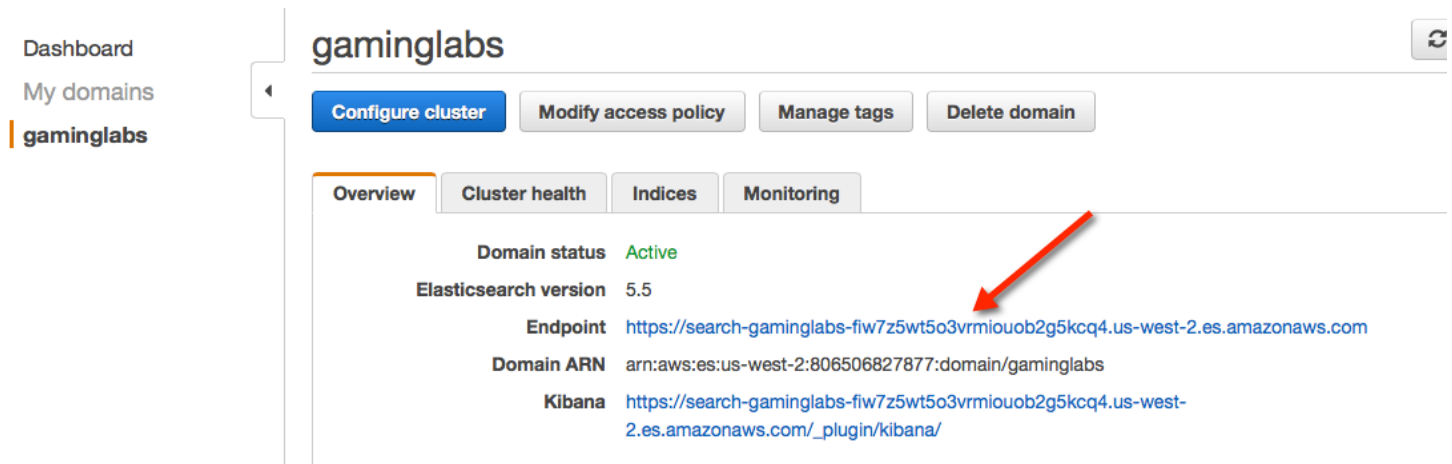 Dashboard
My domains
gaminglabs
gaminglabs
Configure cluster Modify access policy Manage tags Delete domain
Overview Cluster health Indices Monitoring
Domain status Active
Elasticsearch version 5.5
Endpoint https://search-gaminglabs-fiw7z5wt5o3vrmiouob2g5kcq4.us-west-2.es.amazonaws.com
Domain ARN arn:aws:es:us-west-2:806506827877:domain/gaminglabs
Kibana https://search-gaminglabs-fiw7z5wt5o3vrmiouob2g5kcq4.us-west-
2.es.amazonaws.com/_plugin/kibana/